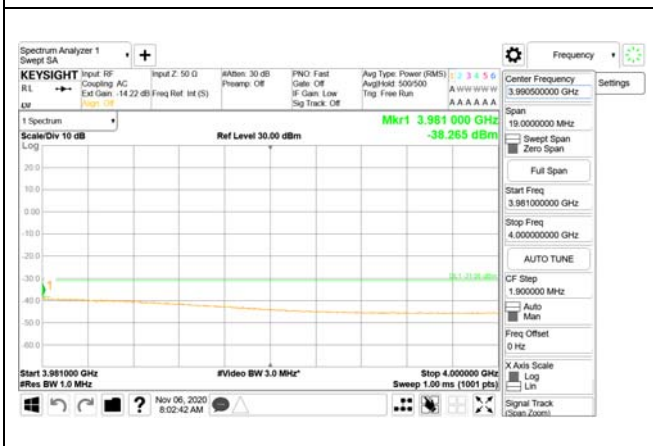 Spectrum Analyzer 1
Swept SA
+
Frequency
KEYSIGHT
Input: RF
Coupling: AC
Ext Gain: -14.22 dB
Align: Off
Input Z: 50 Ω
Freq Ref: Int (S)
#Atten: 30 dB
Preamp: Off
PNO: Fast
Gate: Off
IF Gain: Low
Sig Track: Off
Avg Type: Power (RMS)
Avg|Hold: 500/500
Trig: Free Run
1 2 3 4 5 6
A W W W W W
A A A A A A
RL
1 Spectrum
Scale/Div 10 dB
Log
Ref Level 30.00 dBm
Mkr1 3.981 000 GHz
-38.265 dBm
20.0
10.0
0.00
-10.0
-20.0
-30.0
-40.0
-50.0
-60.0
1
Start 3.981000 GHz
#Res BW 1.0 MHz
#Video BW 3.0 MHz*
Stop 4.000000 GHz
Sweep 1.00 ms (1001 pts)
Nov 06, 2020
8:02:42 AM
?
Center Frequency
3.990500000 GHz
Settings
Span
19.0000000 MHz
Swept Span
Zero Span
Full Span
Start Freq
3.981000000 GHz
Stop Freq
4.000000000 GHz
AUTO TUNE
CF Step
1.900000 MHz
Auto
Man
Freq Offset
0 Hz
X Axis Scale
Log
Lin
Signal Track
(Span Zoom)